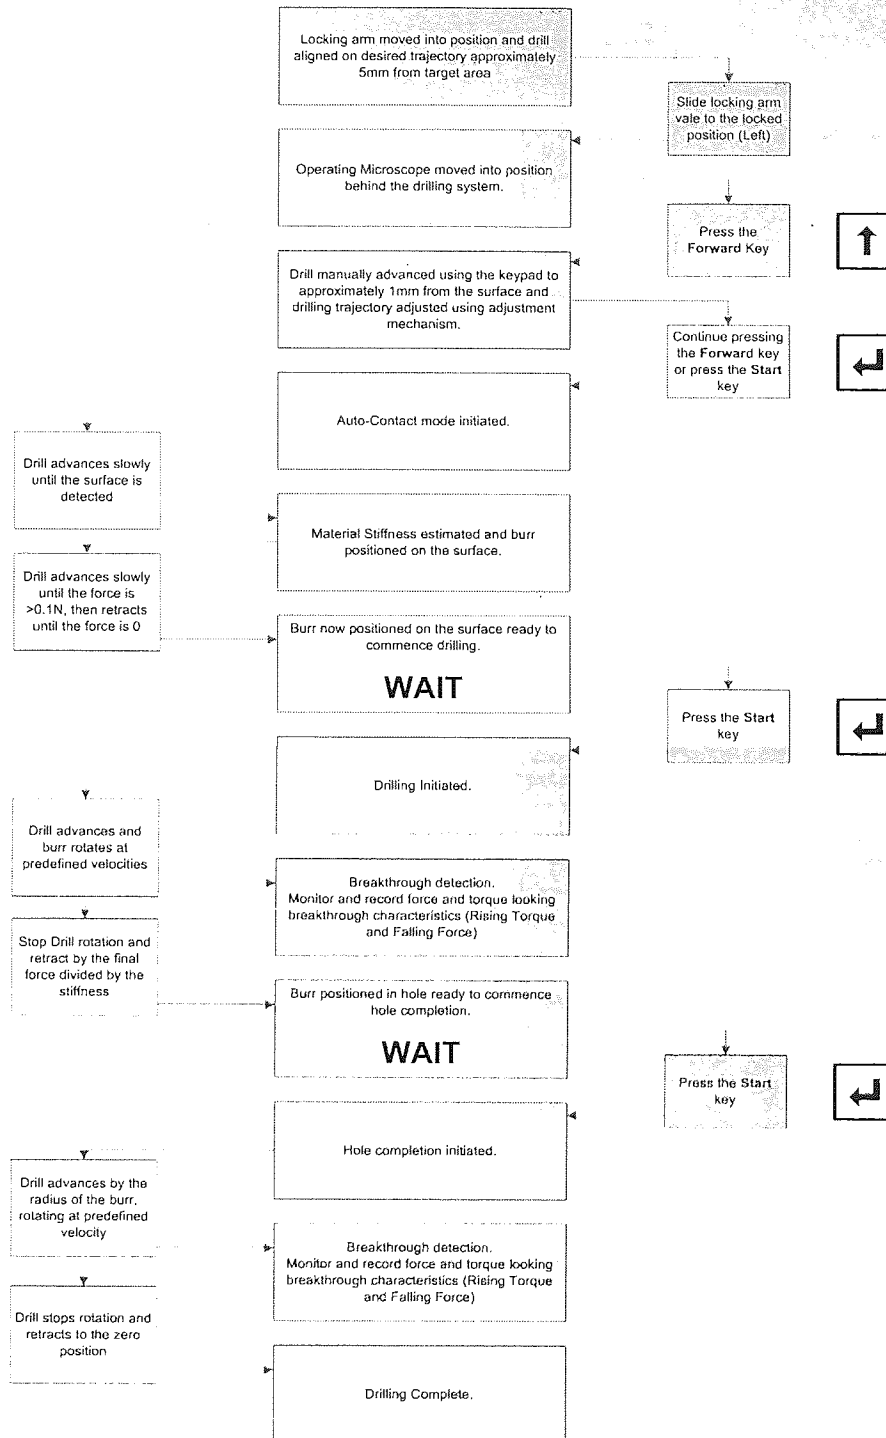 Locking arm moved into position and drill
aligned on desired trajectory approximately
5mm from target area
Slide locking arm
vale to the locked
position (Left)
Operating Microscope moved into position
behind the drilling system.
Press the
Forward Key
Drill manually advanced using the keypad to
approximately 1mm from the surface and
drilling trajectory adjusted using adjustment
mechanism.
Continue pressing
the Forward key
or press the Start
key
Auto-Contact mode initiated.
Drill advances slowly
until the surface is
detected
Material Stiffness estimated and burr
positioned on the surface.
Drill advances slowly
until the force is
>0.1N, then retracts
until the force is 0
Burr now positioned on the surface ready to
commence drilling.
WAIT
Press the Start
key
Drilling Initiated.
Drill advances and
burr rotates at
predefined velocities
Breakthrough detection.
Monitor and record force and torque looking
breakthrough characteristics (Rising Torque
and Falling Force)
Stop Drill rotation and
retract by the final
force divided by the
stiffness
Burr positioned in hole ready to commence
hole completion.
WAIT
Press the Start
key
Hole completion initiated.
Drill advances by the
radius of the burr,
rotating at predefined
velocity
Breakthrough detection.
Monitor and record force and torque looking
breakthrough characteristics (Rising Torque
and Falling Force)
Drill stops rotation and
retracts to the zero
position
Drilling Complete.